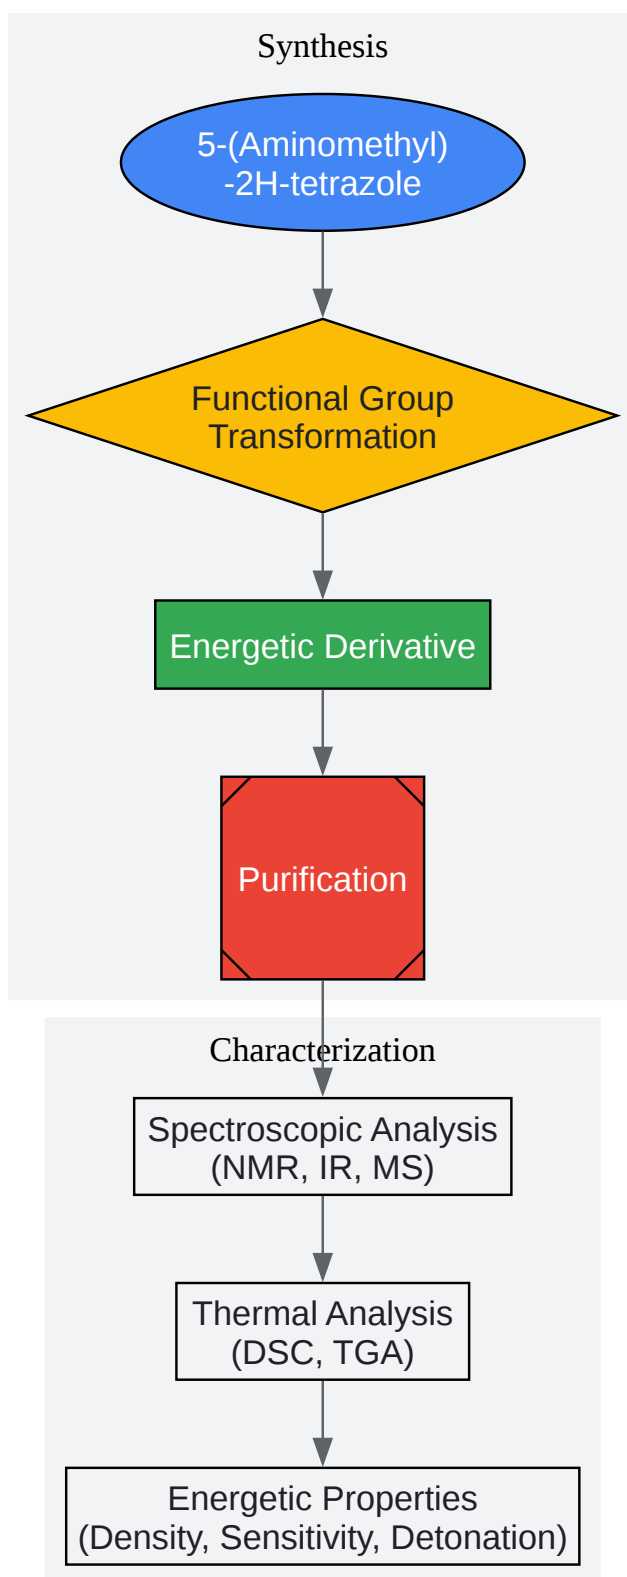 Synthesis
5-(Aminomethyl)
-2H-tetrazole
Functional Group
Transformation
Energetic Derivative
Purification
Characterization
Spectroscopic Analysis
(NMR, IR, MS)
Thermal Analysis
(DSC, TGA)
Energetic Properties
(Density, Sensitivity, Detonation)